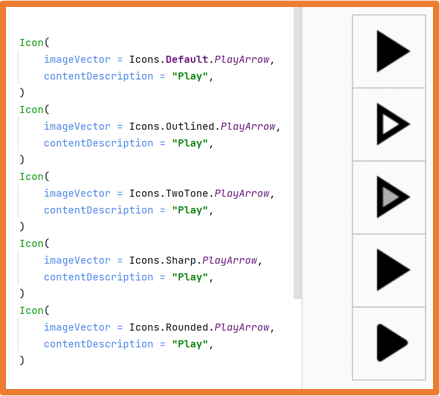 Icon(
    imageVector = Icons.Default.PlayArrow,
    contentDescription = "Play",
)
Icon(
    imageVector = Icons.Outlined.PlayArrow,
    contentDescription = "Play",
)
Icon(
    imageVector = Icons.TwoTone.PlayArrow,
    contentDescription = "Play",
)
Icon(
    imageVector = Icons.Sharp.PlayArrow,
    contentDescription = "Play",
)
Icon(
    imageVector = Icons.Rounded.PlayArrow,
    contentDescription = "Play",
)